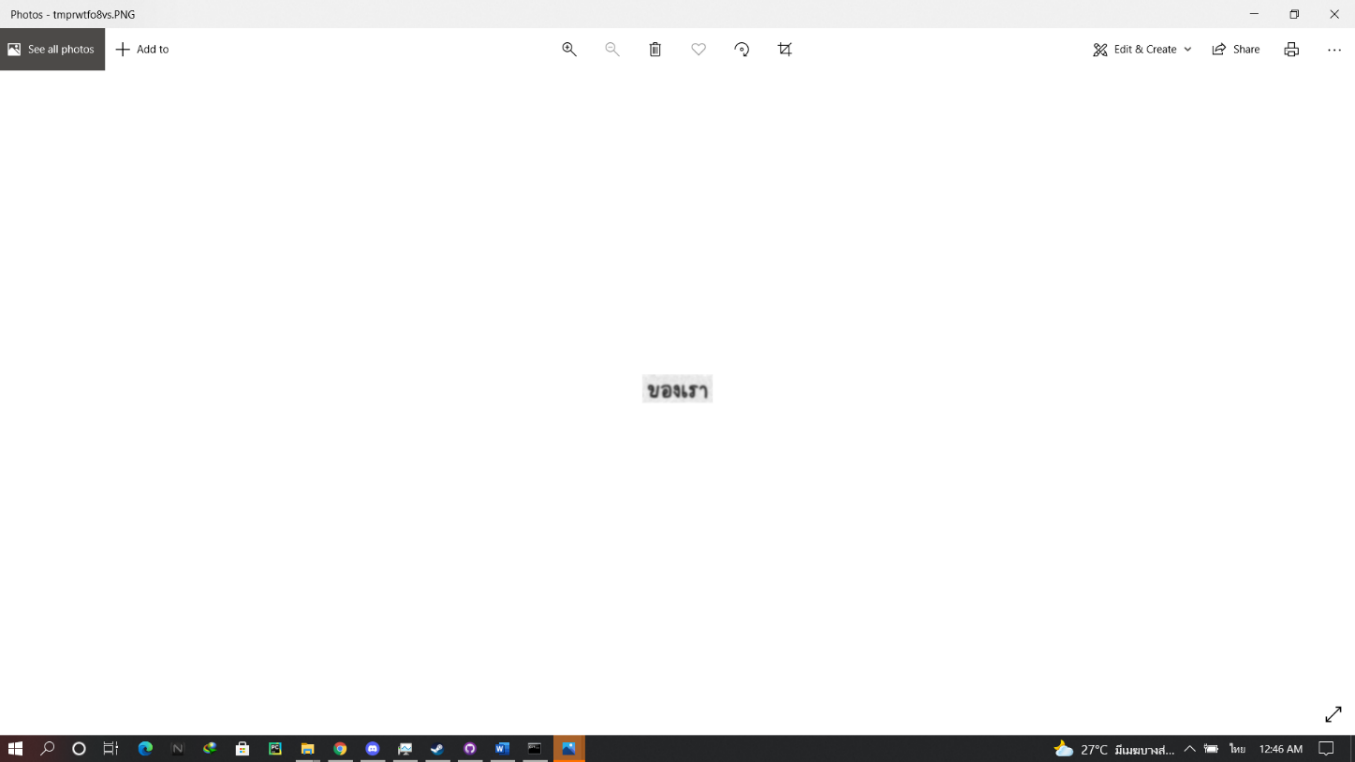 Photos - tmprwtfo8vs.PNG
See all photos
Add to
Edit & Create
Share
ของเรา
27°C มีเมฆบางส่...
ไทย
12:46 AM